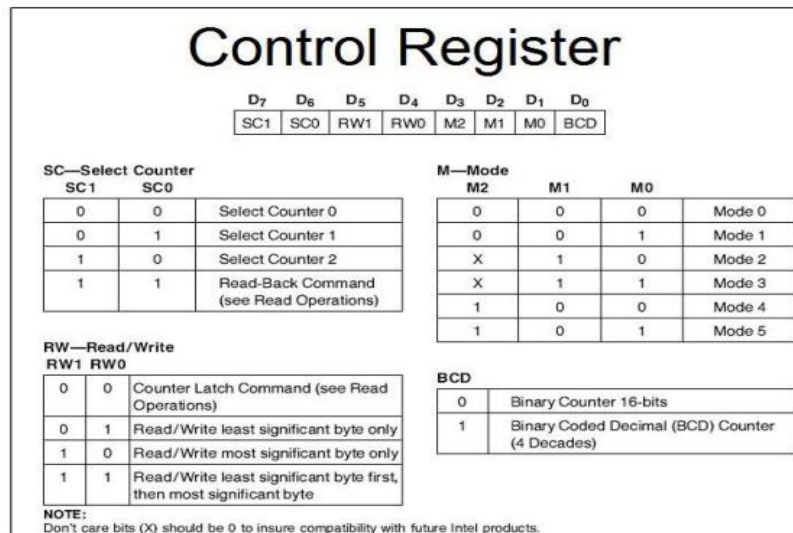 Control Register
D7 D6 D5 D4 D3 D2 D1 D0
SC1 SC0 RW1 RW0 M2 M1 M0 BCD
SC—Select Counter
SC1 SC0
0 0 Select Counter 0
0 1 Select Counter 1
1 0 Select Counter 2
1 1 Read-Back Command
(see Read Operations)
RW—Read/Write
RW1 RW0
0 0 Counter Latch Command (see Read
Operations)
0 1 Read/Write least significant byte only
1 0 Read/Write most significant byte only
1 1 Read/Write least significant byte first,
then most significant byte
M—Mode
M2 M1 M0
0 0 0 Mode 0
0 0 1 Mode 1
X 1 0 Mode 2
X 1 1 Mode 3
1 0 0 Mode 4
1 0 1 Mode 5
BCD
0 Binary Counter 16-bits
1 Binary Coded Decimal (BCD) Counter
(4 Decades)
NOTE:
Don't care bits (X) should be 0 to insure compatibility with future Intel products.